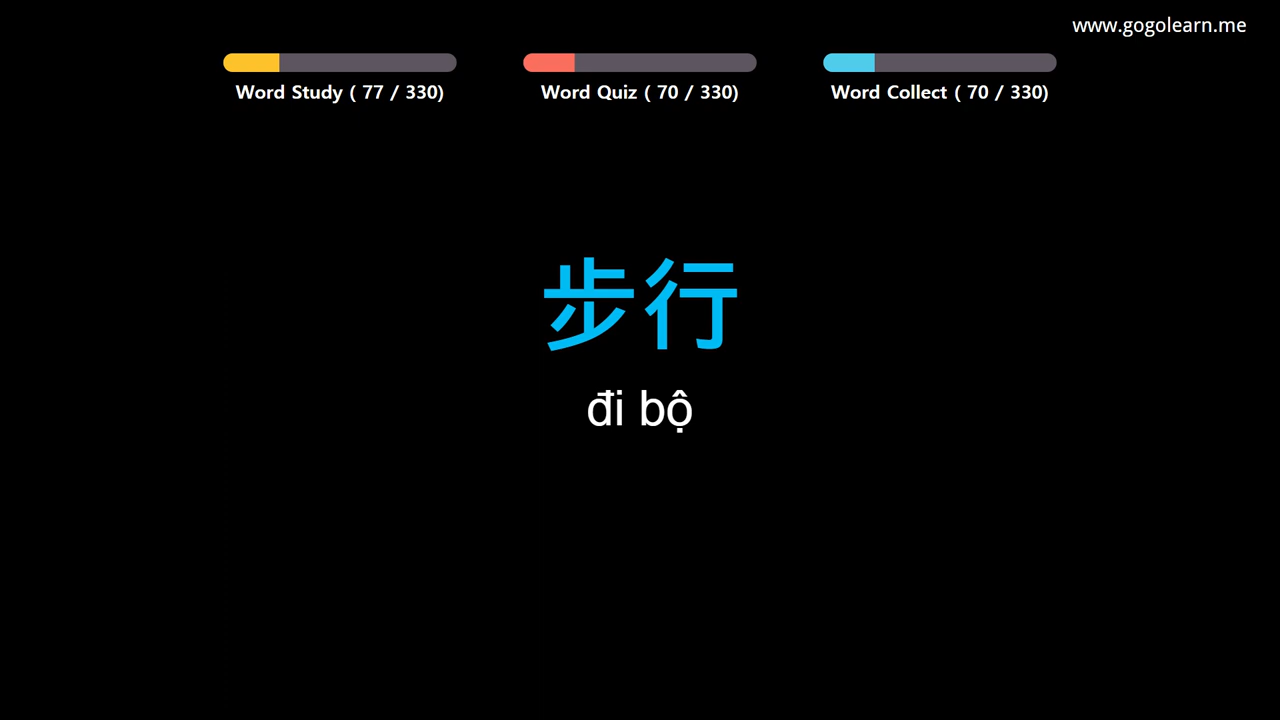 www.gogolearn.me
Word Study ( 77 / 330)
Word Quiz ( 70 / 330)
Word Collect ( 70 / 330)
步行
đi bộ